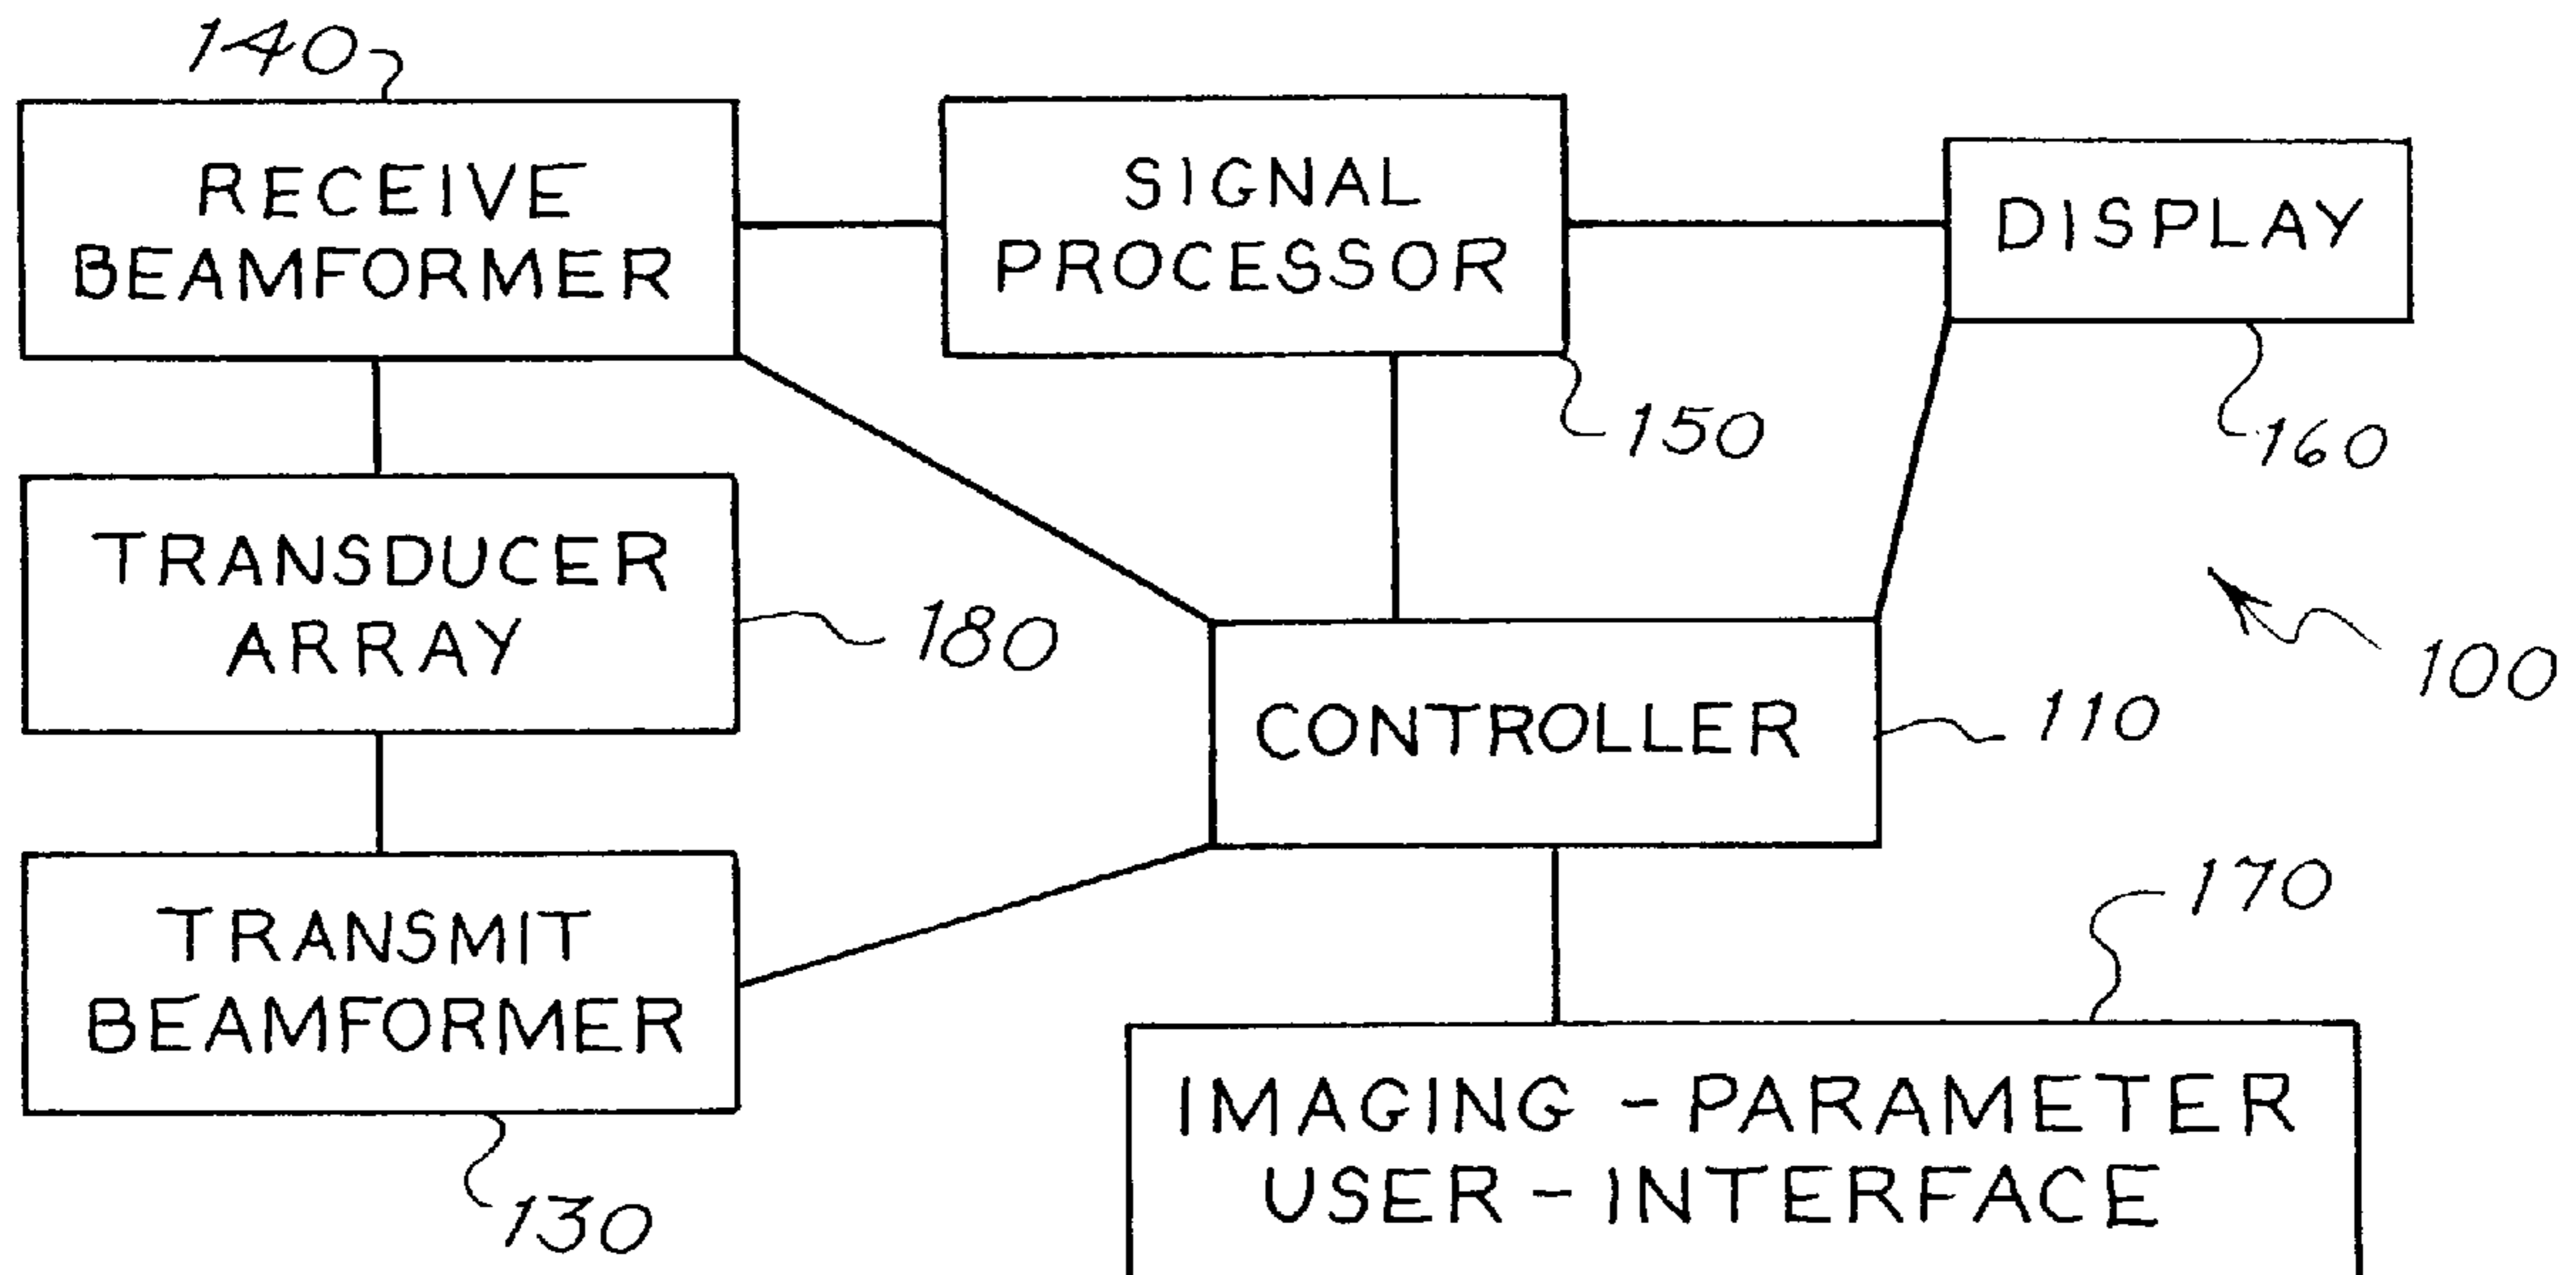 140
RECEIVE
BEAMFORMER
SIGNAL
PROCESSOR
DISPLAY
150
160
TRANSDUCER
ARRAY
180
100
CONTROLLER
110
TRANSMIT
BEAMFORMER
130
170
IMAGING-PARAMETER
USER-INTERFACE